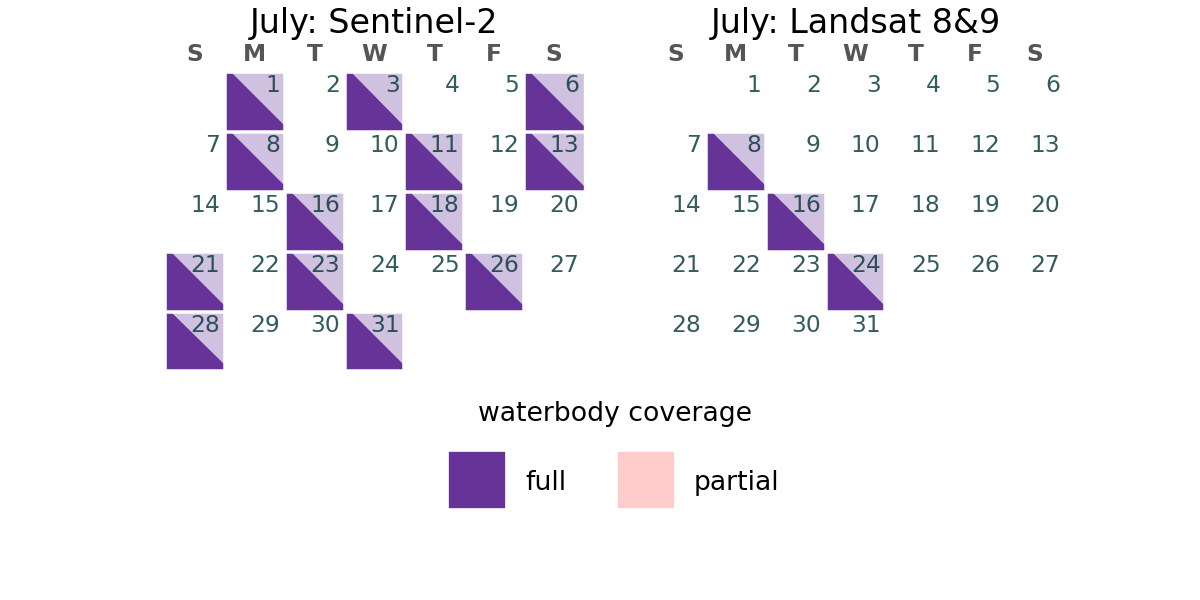 July: Sentinel-2
S M T W T F S
1 2 3 4 5 6
7 8 9 10 11 12 13
14 15 16 17 18 19 20
21 22 23 24 25 26 27
28 29 30 31
July: Landsat 8&9
S M T W T F S
1 2 3 4 5 6
7 8 9 10 11 12 13
14 15 16 17 18 19 20
21 22 23 24 25 26 27
28 29 30 31
waterbody coverage
full
partial